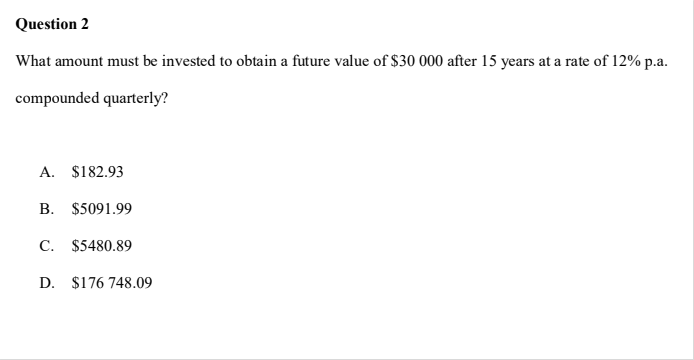 Question 2
What amount must be invested to obtain a future value of $30 000 after 15 years at a rate of 12% p.a.
compounded quarterly?
A. $182.93
B. $5091.99
C. $5480.89
D. $176 748.09